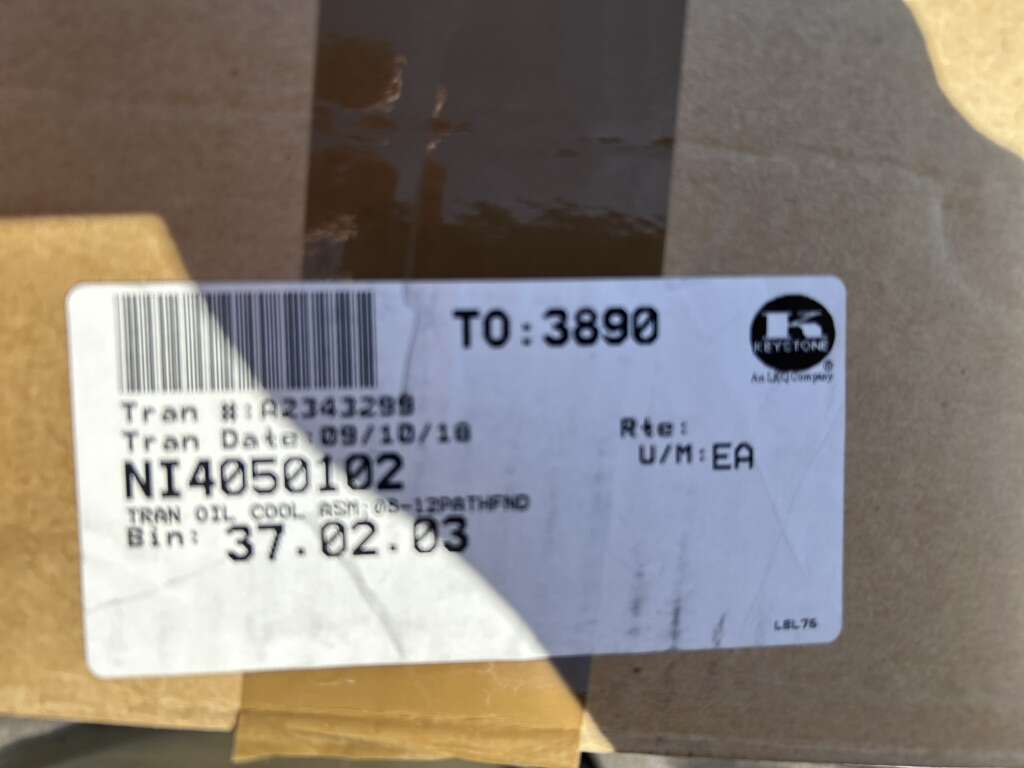 TO:3890
K
KEYSTONE
®
An LKQ Company
Tran #:A2343299
Tran Date:09/10/18
Rte:
U/M:EA
NI4050102
TRAN OIL COOL ASM;08-12PATHFND
Bin: 37.02.03
LBL76